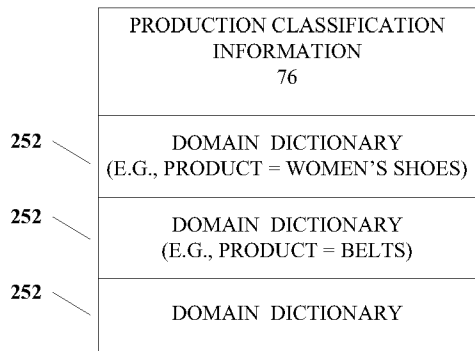 PRODUCTION CLASSIFICATION
INFORMATION
76
252
DOMAIN DICTIONARY
(E.G., PRODUCT = WOMEN'S SHOES)
252
DOMAIN DICTIONARY
(E.G., PRODUCT = BELTS)
252
DOMAIN DICTIONARY